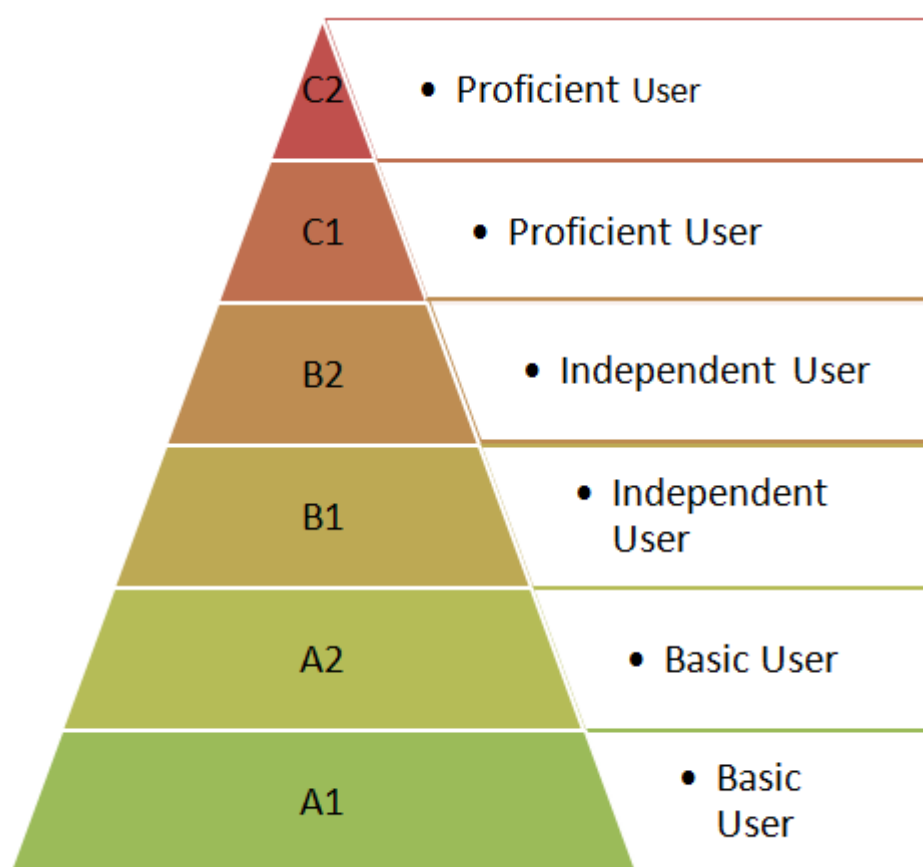 C2
• Proficient User
C1
• Proficient User
B2
• Independent User
B1
• Independent
User
A2
• Basic User
A1
• Basic
User